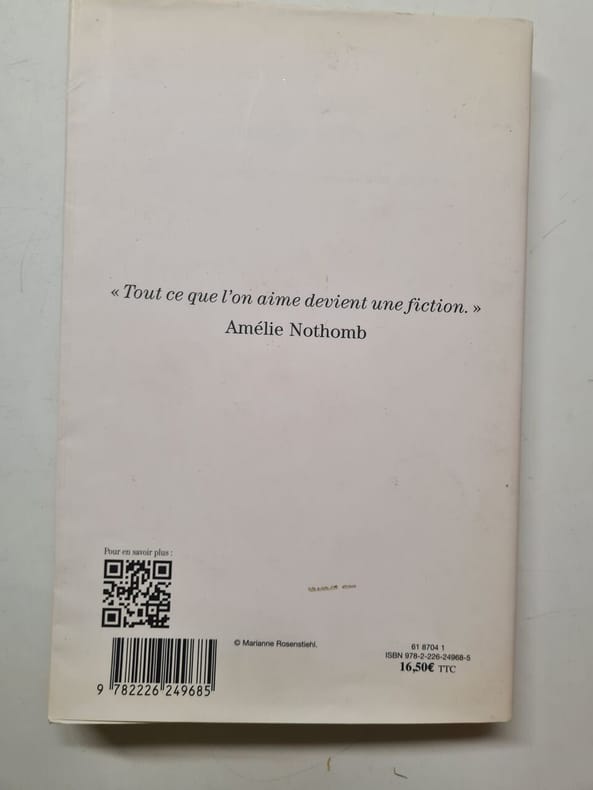 « Tout ce que l'on aime devient une fiction. »
Amélie Nothomb
Pour en savoir plus :
© Marianne Rosenstiehl.
61 8704 1
ISBN 978-2-226-24968-5
16,50€ TTC
9 782226 249685